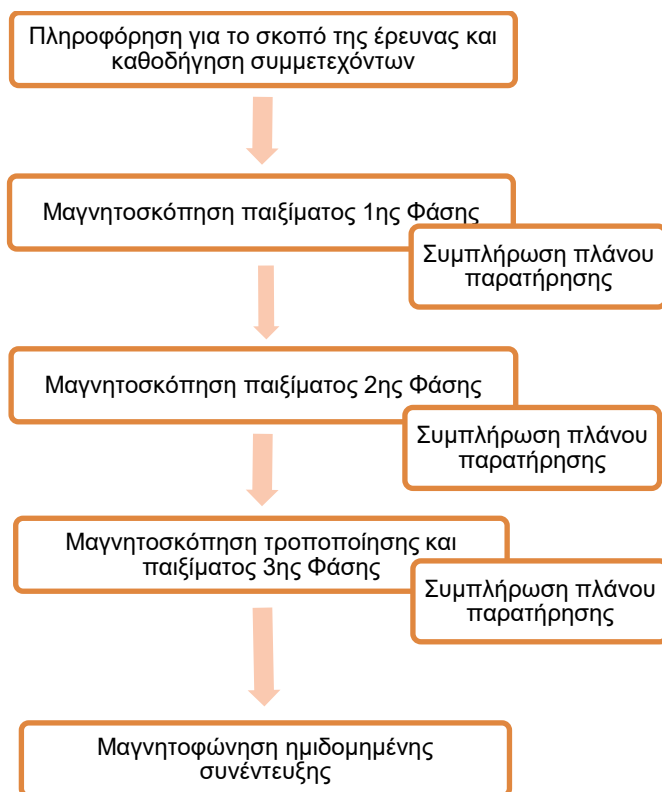 Πληροφόρηση για το σκοπό της έρευνας και
καθοδήγηση συμμετεχόντων
Μαγνητοσκόπηση παιξίματος 1ης Φάσης
Συμπλήρωση πλάνου
παρατήρησης
Μαγνητοσκόπηση παιξίματος 2ης Φάσης
Συμπλήρωση πλάνου
παρατήρησης
Μαγνητοσκόπηση τροποποίησης και
παιξίματος 3ης Φάσης
Συμπλήρωση πλάνου
παρατήρησης
Μαγνητοφώνηση ημιδομημένης
συνέντευξης